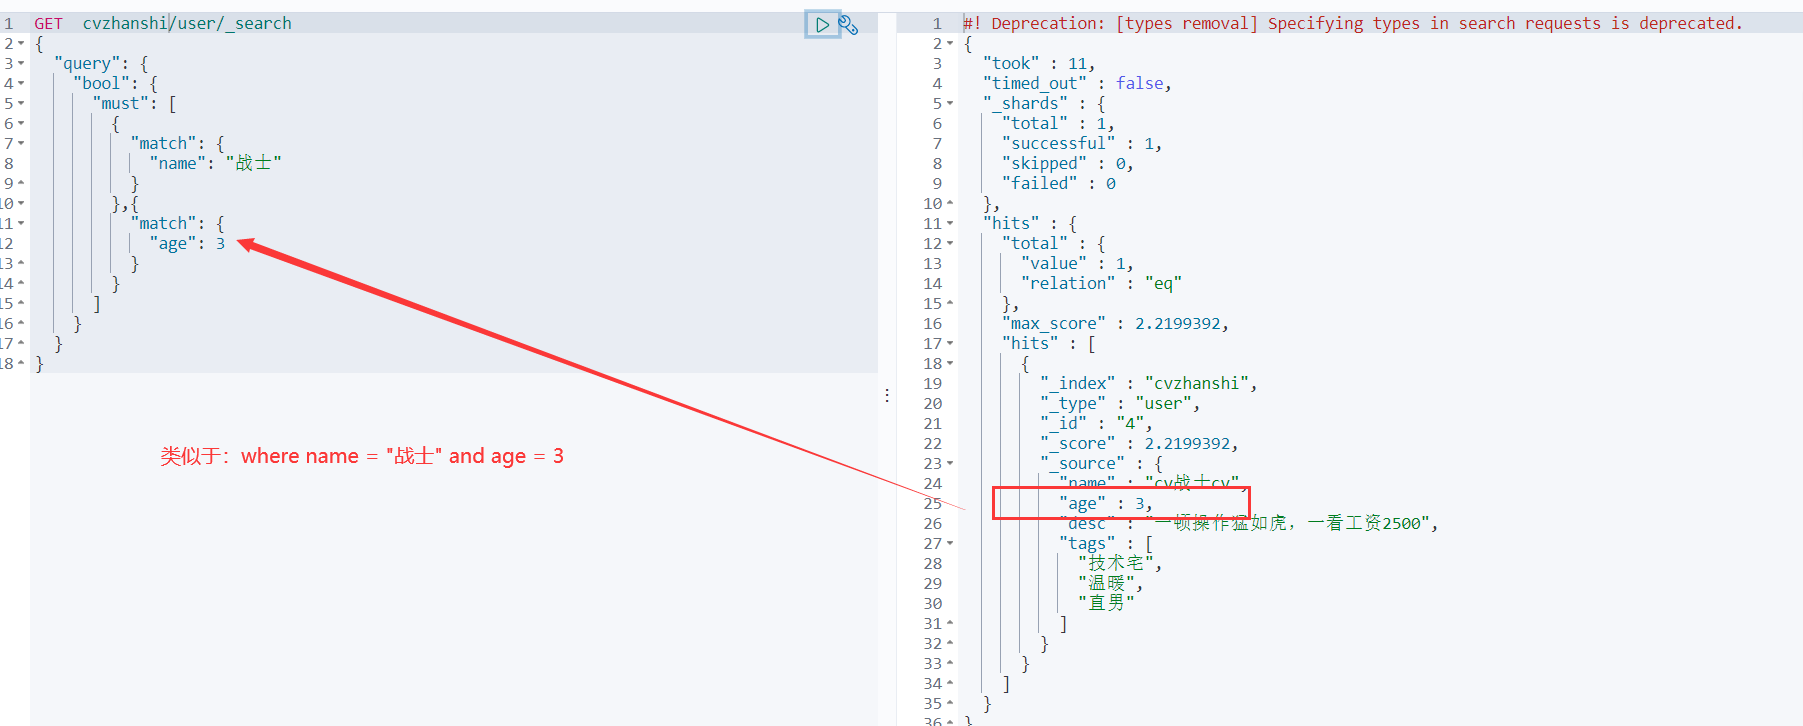 1 GET cvzhanshi/user/_search
2 {
3 "query": {
4 "bool": {
5 "must": [
6 {
7 "match": {
8 "name": "战士"
9 }
10 },{
11 "match": {
12 "age": 3
13 }
14 }
15 ]
16 }
17 }
18 }
类似于：where name = "战士" and age = 3
1 #! Deprecation: [types removal] Specifying types in search requests is deprecated.
2 {
3 "took" : 11,
4 "timed_out" : false,
5 "_shards" : {
6 "total" : 1,
7 "successful" : 1,
8 "skipped" : 0,
9 "failed" : 0
10 },
11 "hits" : {
12 "total" : {
13 "value" : 1,
14 "relation" : "eq"
15 },
16 "max_score" : 2.2199392,
17 "hits" : [
18 {
19 "_index" : "cvzhanshi",
20 "_type" : "user",
21 "_id" : "4",
22 "_score" : 2.2199392,
23 "_source" : {
24 "name" : "cv战士cv",
25 "age" : 3,
26 "desc" : "一顿操作猛如虎，一看工资2500",
27 "tags" : [
28 "技术宅",
29 "温暖",
30 "直男"
31 ]
32 }
33 }
34 ]
35 }
36 }